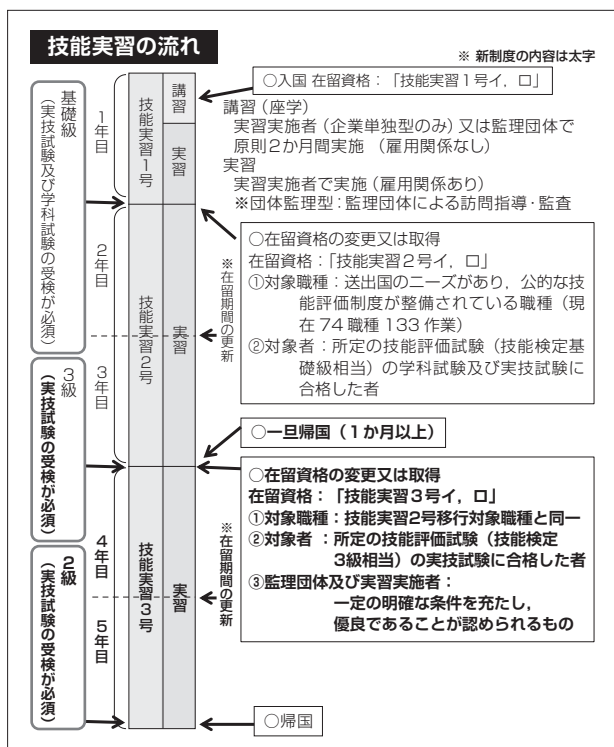 技能実習の流れ
※ 新制度の内容は太字
基礎級
(実技試験及び学科試験の受検が必須)
3級
(実技試験の受検が必須)
2級
(実技試験の受検が必須)
1年目
2年目
3年目
4年目
5年目
技能実習1号
技能実習2号
技能実習3号
講習
実習
実習
実習
※在留期間の更新
※在留期間の更新
○入国 在留資格:「技能実習1号イ,ロ」
講習(座学)
実習実施者(企業単独型のみ)又は監理団体で
原則2か月間実施 (雇用関係なし)
実習
実習実施者で実施(雇用関係あり)
※団体監理型:監理団体による訪問指導・監査
○在留資格の変更又は取得
在留資格:「技能実習2号イ,ロ」
①対象職種:送出国のニーズがあり,公的な技
能評価制度が整備されている職種(現
在74職種133作業)
②対象者:所定の技能評価試験(技能検定基
礎級相当)の学科試験及び実技試験に
合格した者
○一旦帰国(1か月以上)
○在留資格の変更又は取得
在留資格:「技能実習3号イ,ロ」
①対象職種:技能実習2号移行対象職種と同一
②対象者 :所定の技能評価試験(技能検定
3級相当)の実技試験に合格した者
③監理団体及び実習実施者:
一定の明確な条件を充たし,
優良であることが認められるもの
○帰国